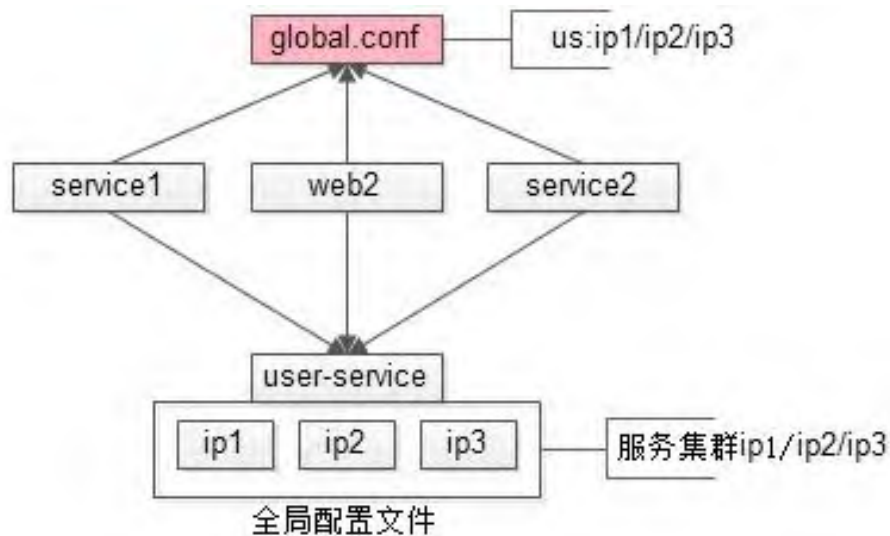 global.conf
us:ip1/ip2/ip3
service1
web2
service2
user-service
ip1
ip2
ip3
服务集群ip1/ip2/ip3
全局配置文件